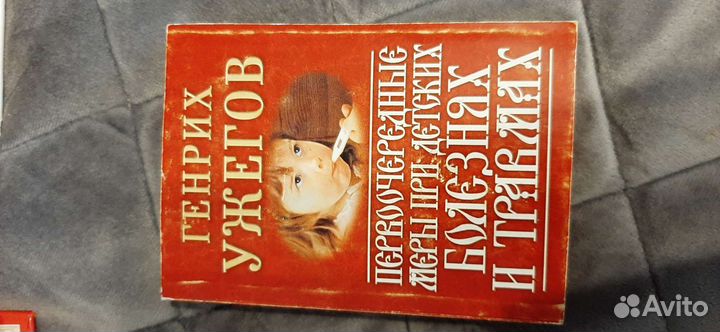 ГЕНРИХ
УЖЕГОВ
ПЕРВООЧЕРЕДНЫЕ
МЕРЫ ПРИ ДЕТСКИХ
БОЛЕЗНЯХ
И ТРАВМАХ
Avito